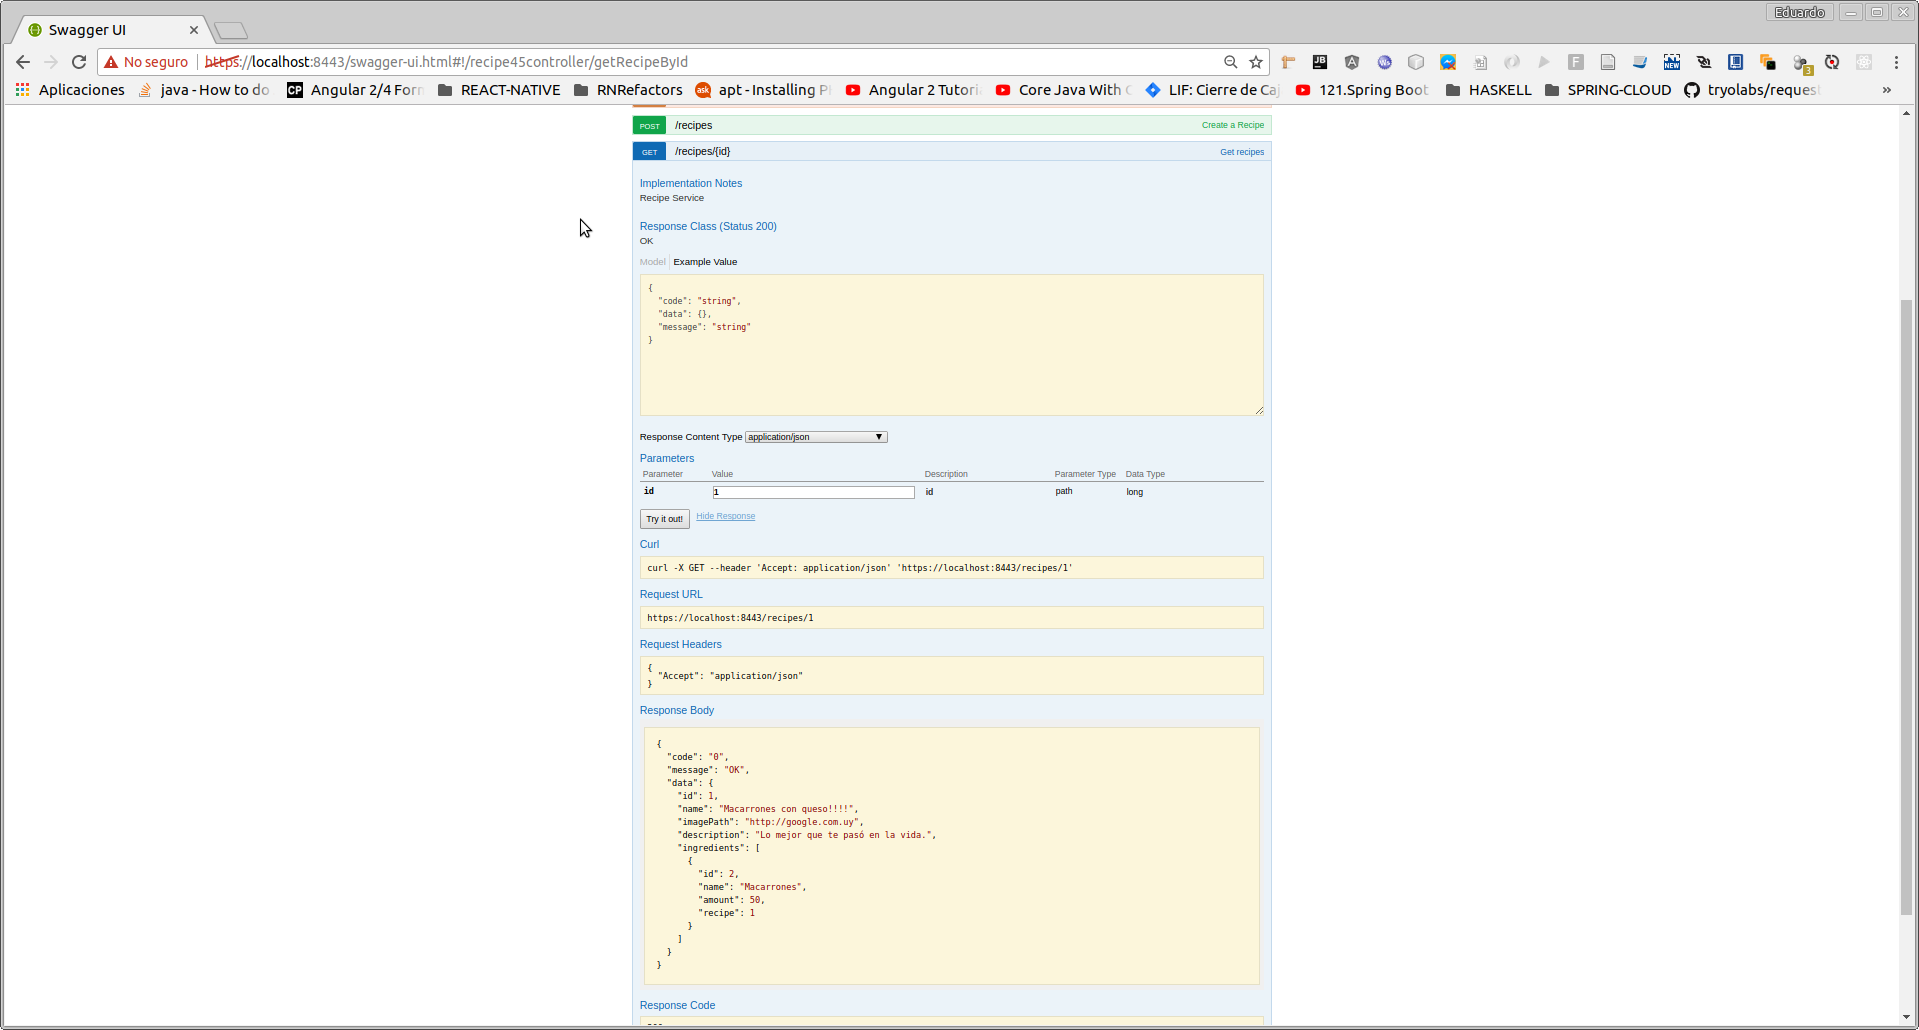 Eduardo
Swagger UI
No seguro https://localhost:8443/swagger-ui.html#!/recipe45controller/getRecipeById
JB
Ws
F
NEW
3
Aplicaciones java - How to do CP Angular 2/4 Forn REACT-NATIVE RNRefactors ask apt - Installing P Angular 2 Tutori Core Java With LIF: Cierre de Caj 121.Spring Boot HASKELL SPRING-CLOUD tryolabs/reques »
POST /recipes Create a Recipe
GET /recipes/{id} Get recipes
Implementation Notes
Recipe Service
Response Class (Status 200)
OK
Model Example Value
{
"code": "string",
"data": {},
"message": "string"
}
Response Content Type application/json
Parameters
Parameter Value Description Parameter Type Data Type
id 1 id path long
Try it out! Hide Response
Curl
curl -X GET --header 'Accept: application/json' 'https://localhost:8443/recipes/1'
Request URL
https://localhost:8443/recipes/1
Request Headers
{
"Accept": "application/json"
}
Response Body
{
"code": "0",
"message": "OK",
"data": {
"id": 1,
"name": "Macarrones con queso!!!!",
"imagePath": "http://google.com.uy",
"description": "Lo mejor que te pasó en la vida.",
"ingredients": [
{
"id": 2,
"name": "Macarrones",
"amount": 50,
"recipe": 1
}
]
}
}
Response Code